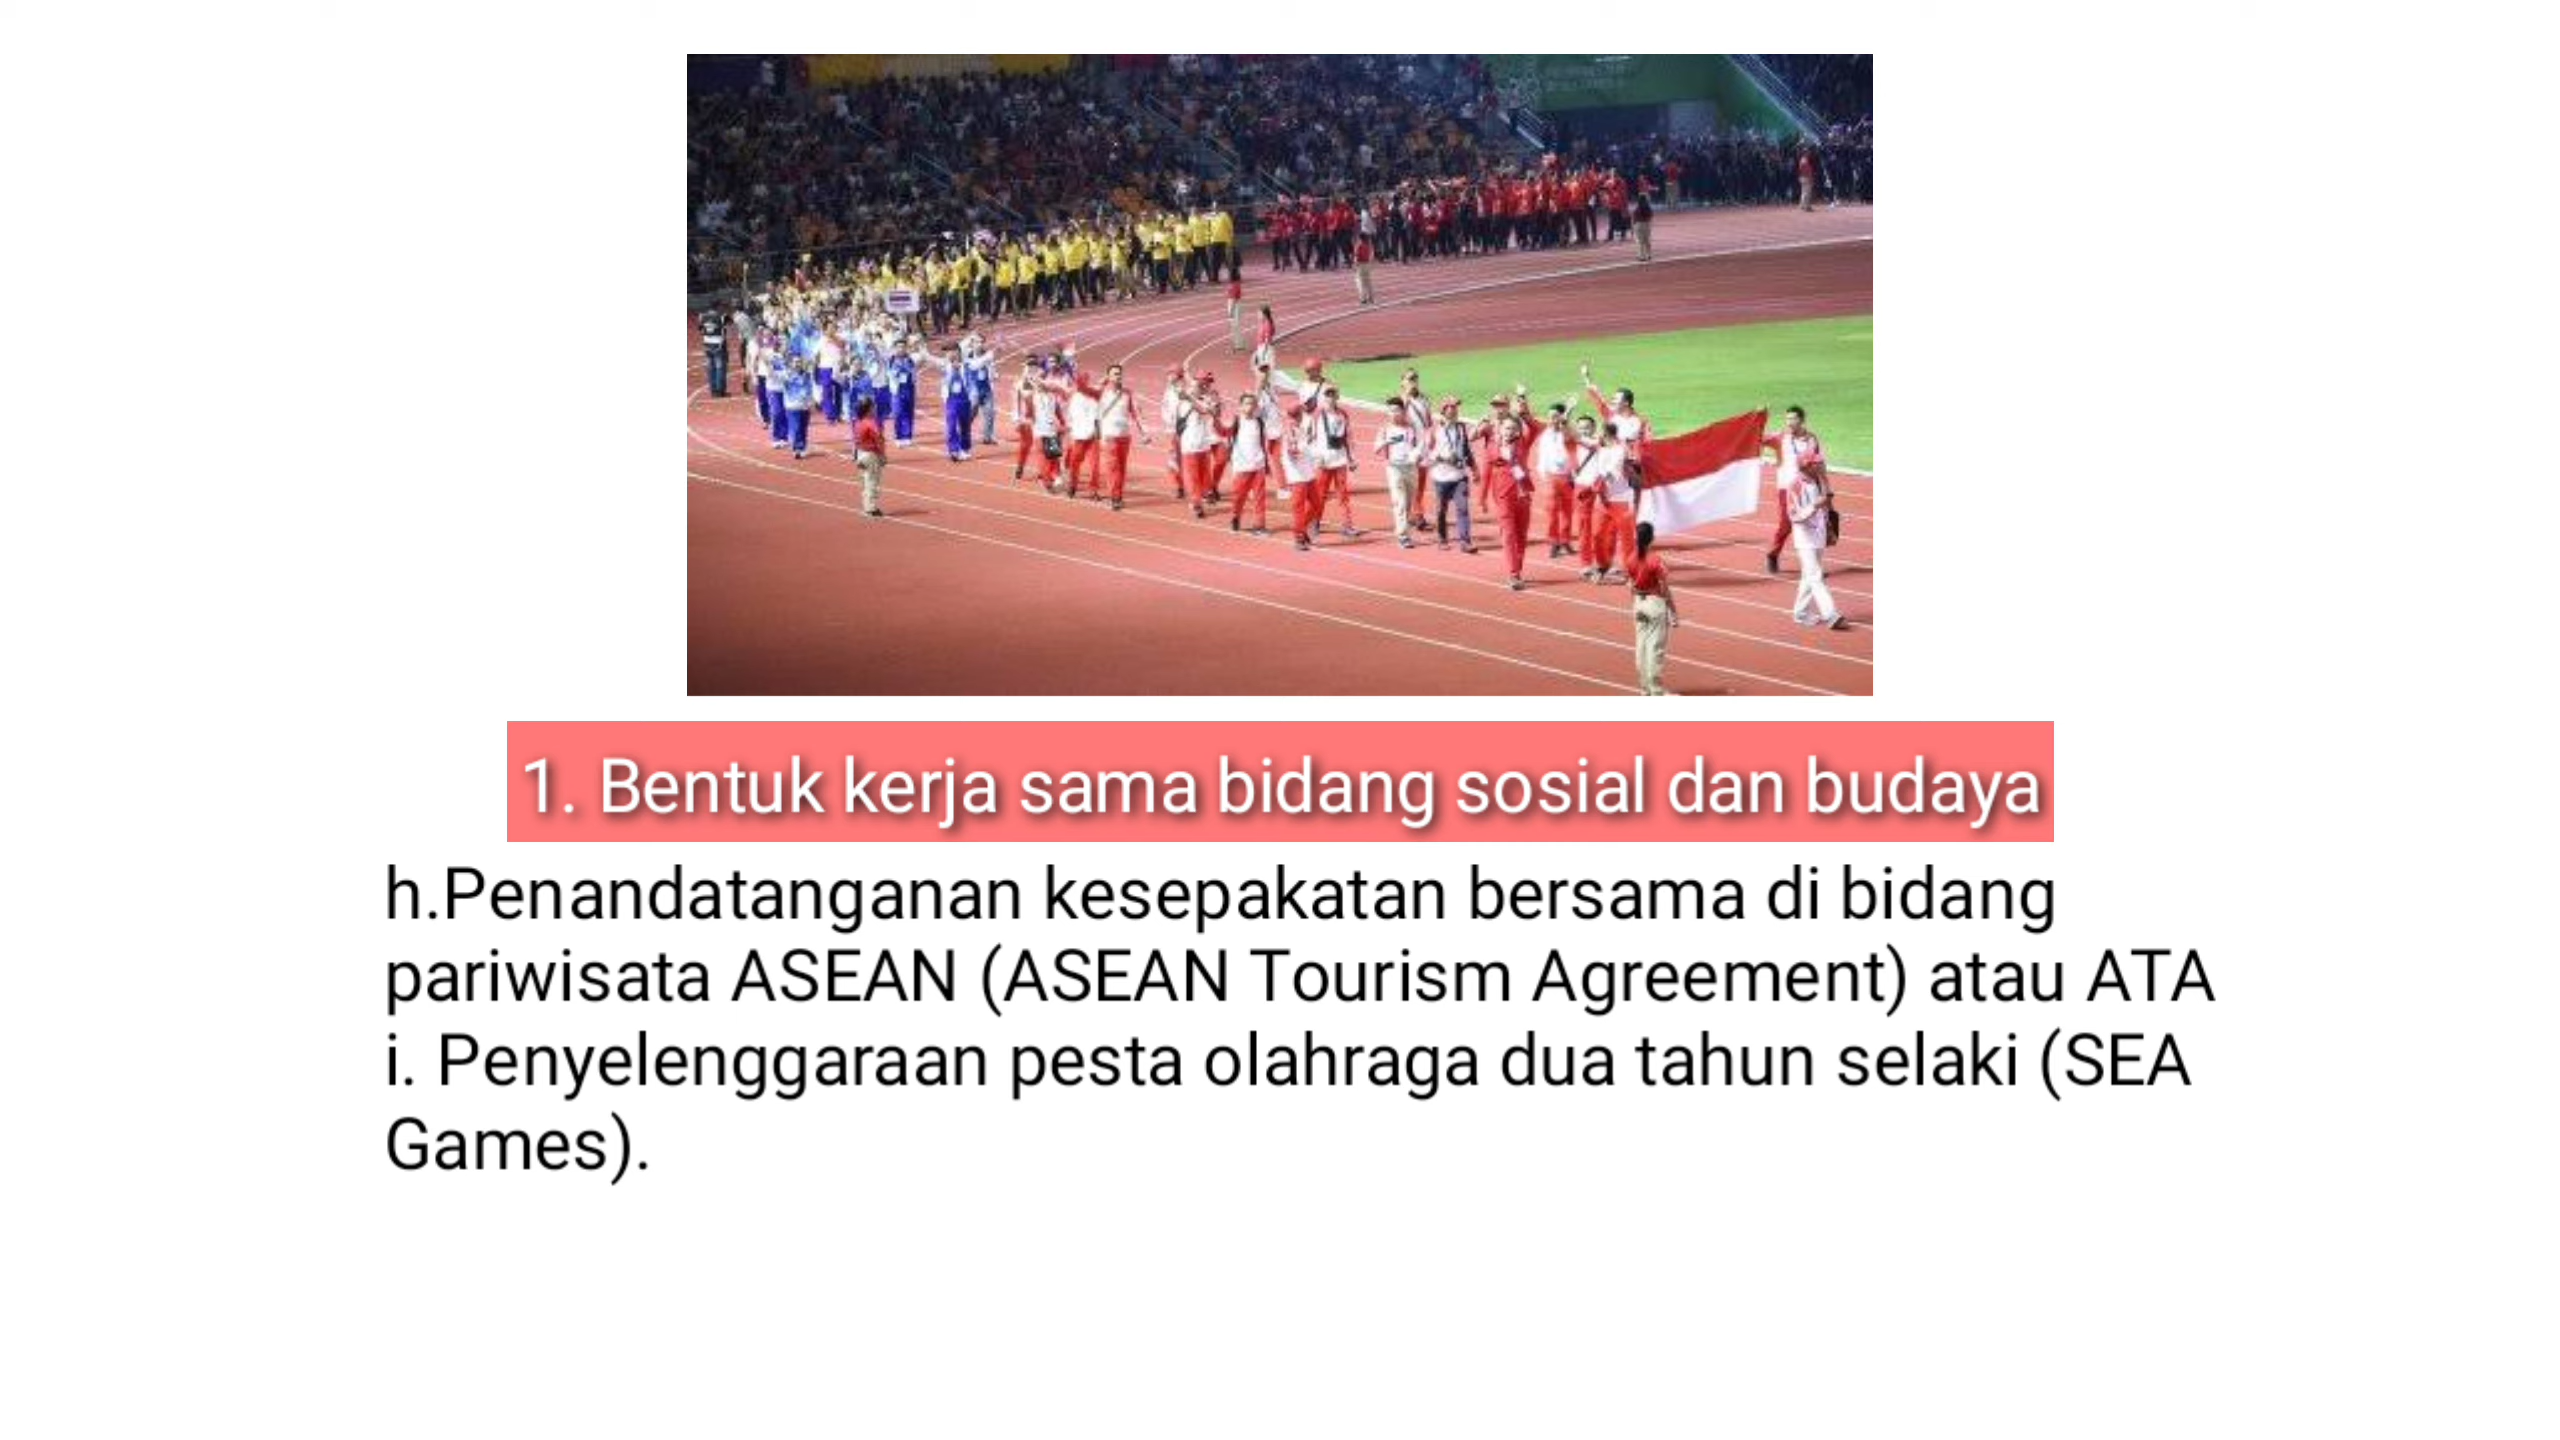 1. Bentuk kerja sama bidang sosial dan budaya
h.Penandatanganan kesepakatan bersama di bidang
pariwisata ASEAN (ASEAN Tourism Agreement) atau ATA
i. Penyelenggaraan pesta olahraga dua tahun selaki (SEA
Games).